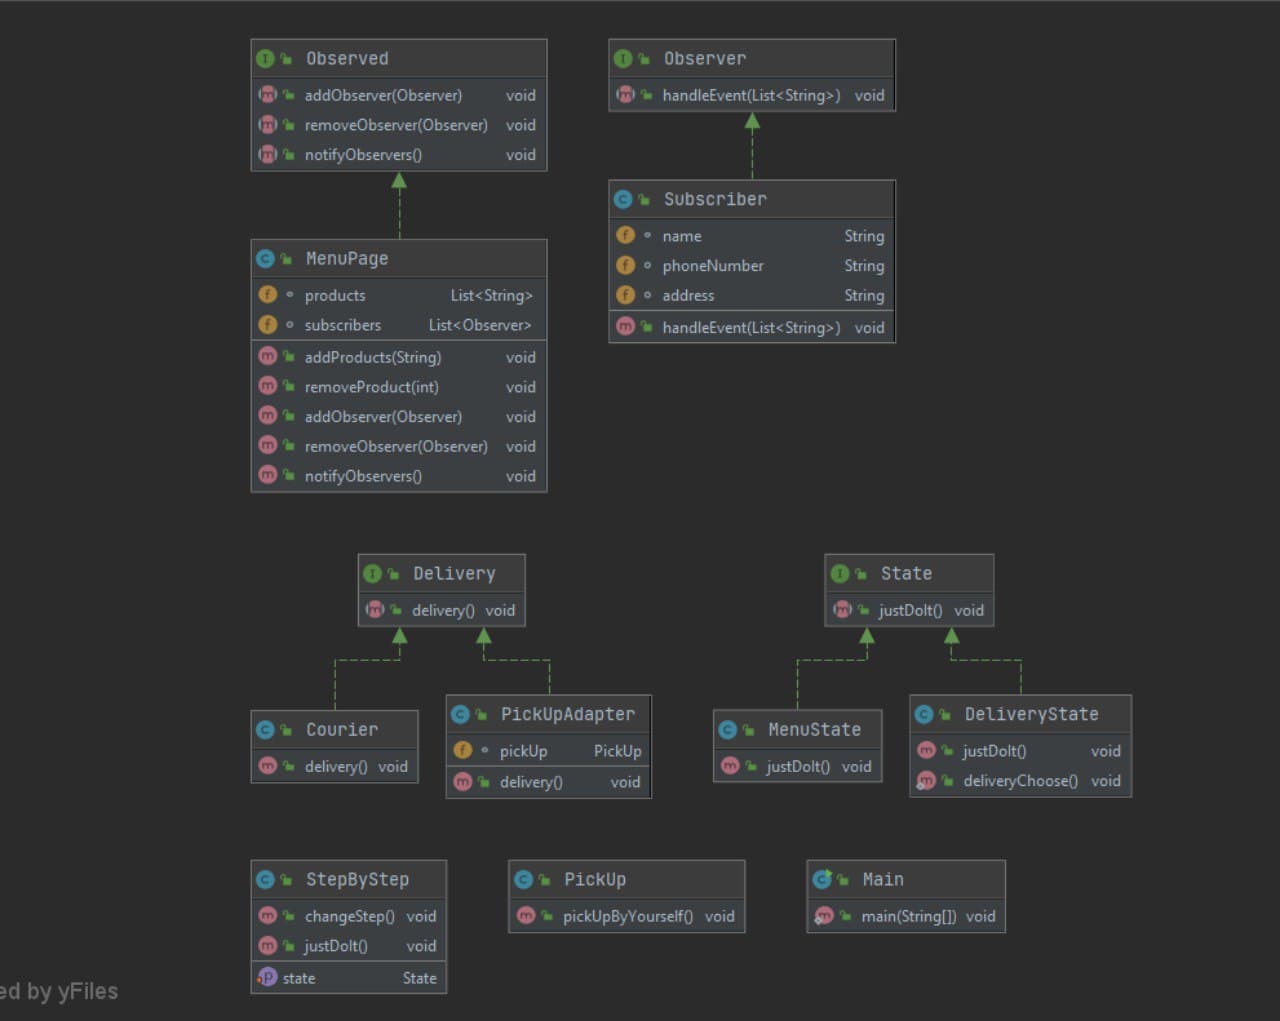 Observed
addObserver(Observer) void
removeObserver(Observer) void
notifyObservers() void
Observer
handleEvent(List<String>) void
MenuPage
products List<String>
subscribers List<Observer>
addProducts(String) void
removeProduct(int) void
addObserver(Observer) void
removeObserver(Observer) void
notifyObservers() void
Subscriber
name String
phoneNumber String
address String
handleEvent(List<String>) void
Delivery
delivery() void
State
justDoIt() void
Courier
delivery() void
PickUpAdapter
pickUp PickUp
delivery() void
MenuState
justDoIt() void
DeliveryState
justDoIt() void
deliveryChoose() void
StepByStep
changeStep() void
justDoIt() void
state State
PickUp
pickUpByYourself() void
Main
main(String[]) void
ed by yFiles